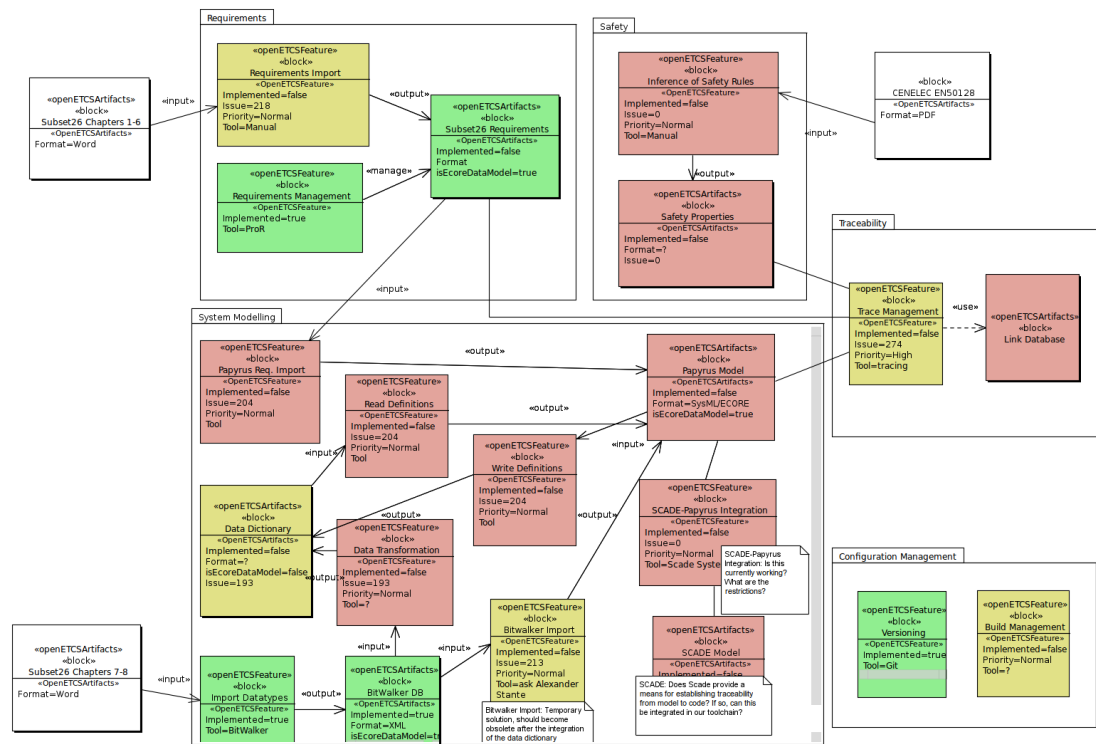 Requirements
«openETCSFeature»
«block»
Requirements Import
«OpenETCSFeature»
Implemented=false
Issue=218
Priority=Normal
Tool=Manual
«openETCSArtifacts»
«block»
Subset26 Chapters 1-6
«OpenETCSArtifacts»
Format=Word
«input»
«output»
«openETCSArtifacts»
«block»
Subset26 Requirements
«OpenETCSArtifacts»
Implemented=false
Format
isEcoreDataModel=true
«manage»
«openETCSFeature»
«block»
Requirements Management
«OpenETCSFeature»
Implemented=true
Tool=ProR
«input»
Safety
«openETCSFeature»
«block»
Inference of Safety Rules
«OpenETCSFeature»
Implemented=false
Issue=0
Priority=Normal
Tool=Manual
«block»
CENELEC EN50128
Format=PDF
«input»
«output»
«openETCSArtifacts»
«block»
Safety Properties
«OpenETCSArtifacts»
Implemented=false
Format=?
Issue=0
Traceability
«openETCSFeature»
«block»
Trace Management
«OpenETCSFeature»
Implemented=false
Issue=274
Priority=High
Tool=tracing
«use»
«openETCSArtifacts»
«block»
Link Database
System Modelling
«openETCSFeature»
«block»
Papyrus Req. Import
«OpenETCSFeature»
Implemented=false
Issue=204
Priority=Normal
Tool
«output»
«openETCSArtifacts»
«block»
Papyrus Model
«OpenETCSArtifacts»
Implemented=false
Format=SysML/ECORE
isEcoreDataModel=true
«openETCSFeature»
«block»
Read Definitions
«OpenETCSFeature»
Implemented=false
Issue=204
Priority=Normal
Tool
«output»
«input»
«input»
«input»
«openETCSFeature»
«block»
Write Definitions
«OpenETCSFeature»
Implemented=false
Issue=204
Priority=Normal
Tool
«output»
«output»
«openETCSArtifacts»
«block»
Data Dictionary
«OpenETCSArtifacts»
Implemented=false
Format=?
isEcoreDataModel=false
Issue=193
«output»
«openETCSFeature»
«block»
Data Transformation
«OpenETCSFeature»
Implemented=false
Issue=193
Priority=Normal
Tool=?
«openETCSFeature»
«block»
SCADE-Papyrus Integration
«OpenETCSFeature»
Implemented=false
Issue=0
Priority=Normal
Tool=Scade Syste
SCADE-Papyrus
Integration: Is this
currently working?
What are the
restrictions?
«openETCSFeature»
«block»
Bitwalker Import
«OpenETCSFeature»
Implemented=false
Issue=213
Priority=Normal
Tool=ask Alexander
Stante
Bitwalker Import: Temporary
solution, should become
obsolete after the integration
of the data dictionary
«openETCSArtifacts»
«block»
SCADE Model
«OpenETCSArtifacts»
Implemented=false
SCADE: Does Scade provide a
means for establishing traceability
from model to code? If so, can this
be integrated in our toolchain?
«input»
«input»
«openETCSArtifacts»
«block»
Subset26 Chapters 7-8
«OpenETCSArtifacts»
Format=Word
«input»
«openETCSFeature»
«block»
Import Datatypes
«OpenETCSFeature»
Implemented=true
Tool=BitWalker
«output»
«openETCSArtifacts»
«block»
BitWalker DB
«OpenETCSArtifacts»
Implemented=true
Format=XML
isEcoreDataModel=tr
Configuration Management
«openETCSFeature»
«block»
Versioning
«OpenETCSFeature»
Implemented=true
Tool=Git
«openETCSFeature»
«block»
Build Management
«OpenETCSFeature»
Implemented=false
Priority=Normal
Tool=?